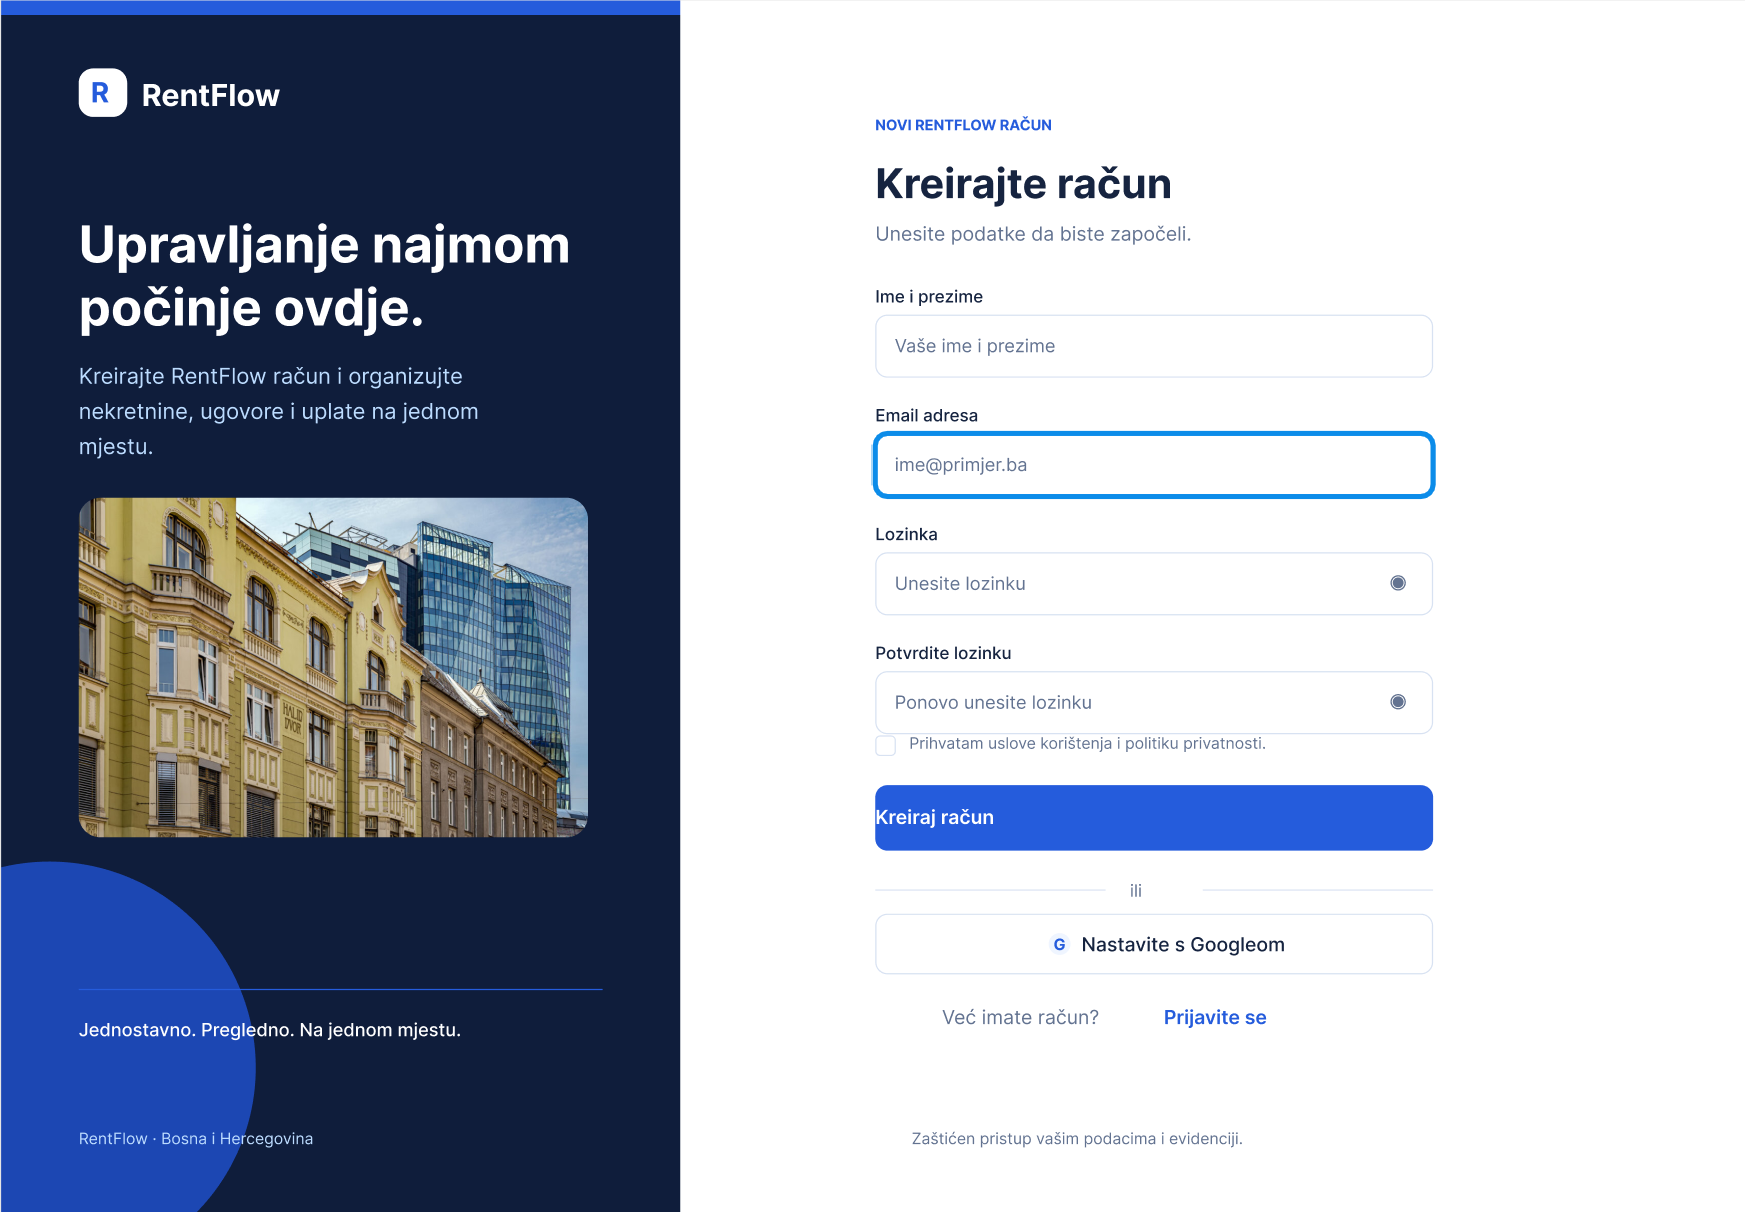 R RentFlow
Upravljanje najmom
počinje ovdje.
Kreirajte RentFlow račun i organizujte
nekretnine, ugovore i uplate na jednom
mjestu.
HALID
DVOR
Jednostavno. Pregledno. Na jednom mjestu.
RentFlow · Bosna i Hercegovina
NOVI RENTFLOW RAČUN
Kreirajte račun
Unesite podatke da biste započeli.
Ime i prezime
Vaše ime i prezime
Email adresa
ime@primjer.ba
Lozinka
Unesite lozinku
Potvrdite lozinku
Ponovo unesite lozinku
Prihvatam uslove korištenja i politiku privatnosti.
Kreiraj račun
ili
G Nastavite s Googleom
Već imate račun? Prijavite se
Zaštićen pristup vašim podacima i evidenciji.